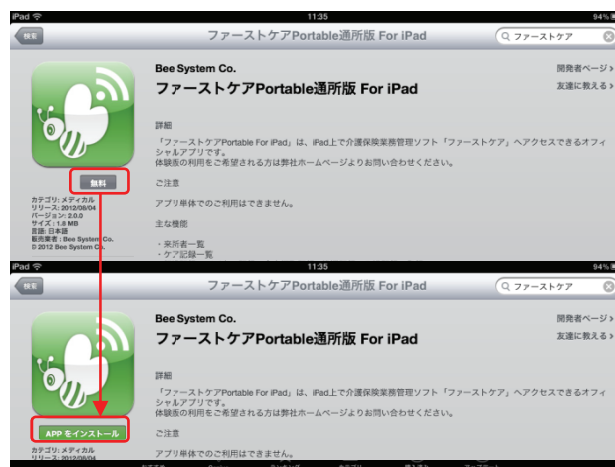 iPad 11:35 94%
検索 ファーストケアPortable通所版 For iPad ファーストケア
Bee System Co. 開発者ページ ›
ファーストケアPortable通所版 For iPad 友達に教える ›
詳細
「ファーストケアPortable For iPad」は、iPad上で介護保険業務管理ソフト「ファーストケア」へアクセスできるオフィ
シャルアプリです。
体験版の利用をご希望される方は弊社ホームページよりお問い合わせください。
無料
ご注意
カテゴリ: メディカル
リリース: 2012/08/04
バージョン: 2.0.0
サイズ : 1.8 MB
言語: 日本語
販売業者 : Bee System Co.
© 2012 Bee System Co.
アプリ単体でのご利用はできません。
主な機能
・来所者一覧
・ケア記録一覧
iPad 11:35 94%
検索 ファーストケアPortable通所版 For iPad ファーストケア
Bee System Co. 開発者ページ ›
ファーストケアPortable通所版 For iPad 友達に教える ›
詳細
「ファーストケアPortable For iPad」は、iPad上で介護保険業務管理ソフト「ファーストケア」へアクセスできるオフィ
シャルアプリです。
体験版の利用をご希望される方は弊社ホームページよりお問い合わせください。
APP をインストール
ご注意
カテゴリ: メディカル
リリース: 2012/08/04
アプリ単体でのご利用はできません。